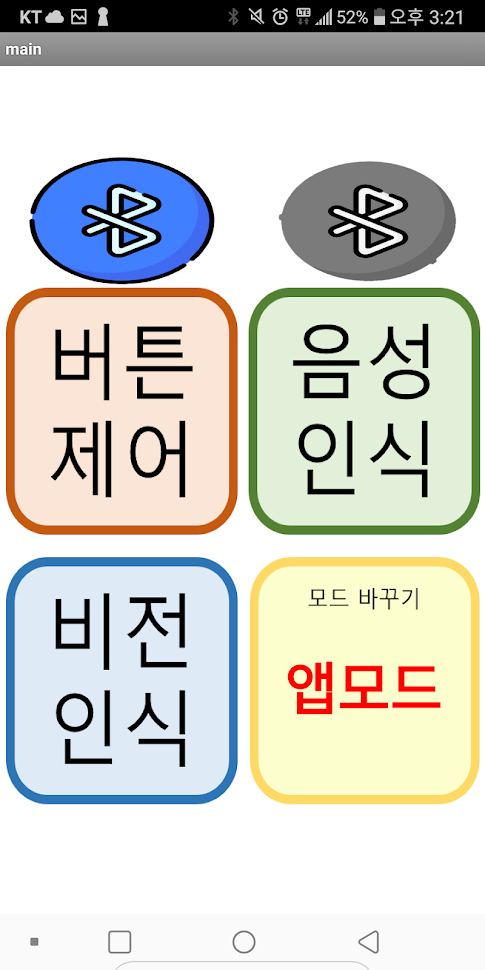 KT LTE 52% 오후 3:21
main
버튼
제어
음성
인식
비전
인식
모드 바꾸기
앱모드